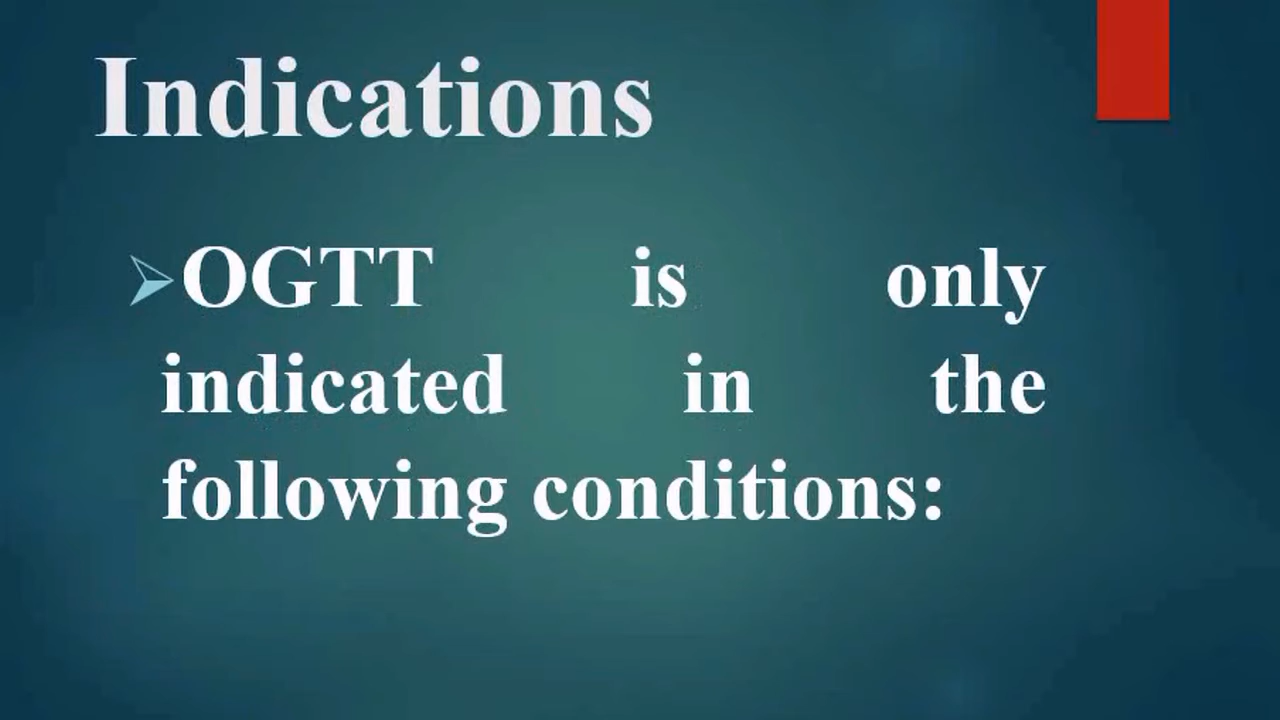 Indications
OGTT is only
indicated in the
following conditions: